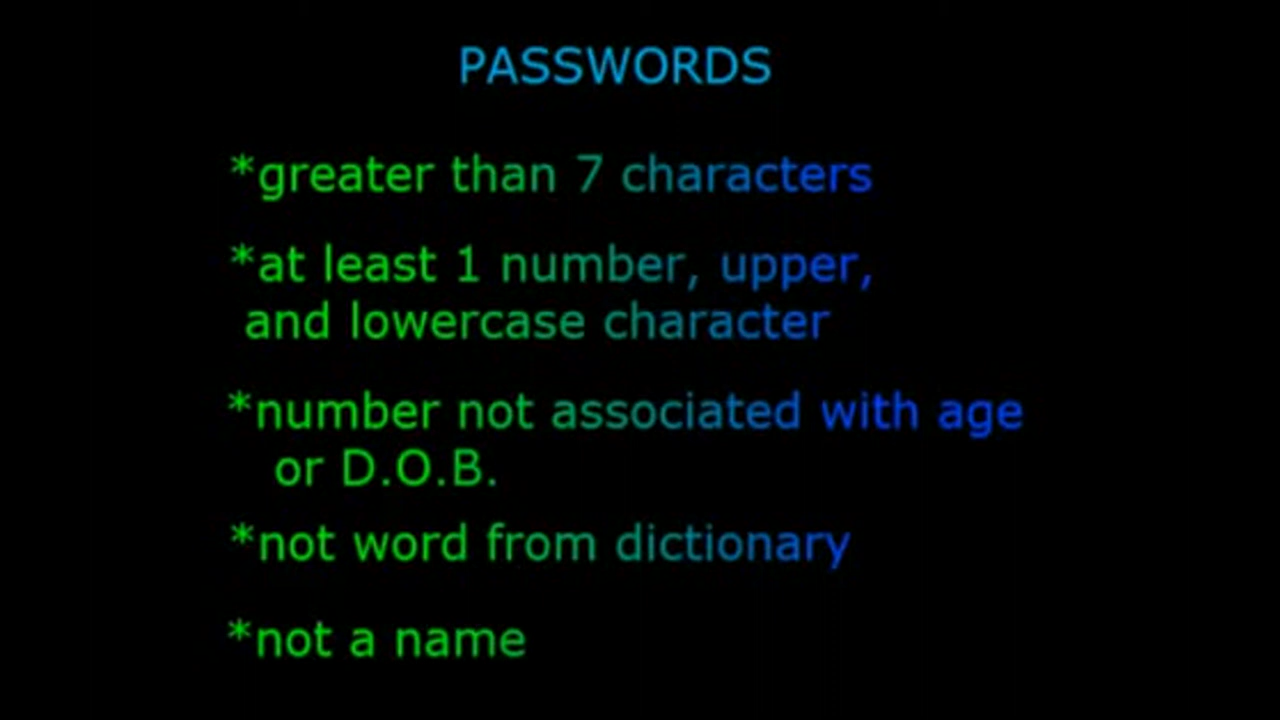 PASSWORDS
*greater than 7 characters
*at least 1 number, upper,
and lowercase character
*number not associated with age
or D.O.B.
*not word from dictionary
*not a name